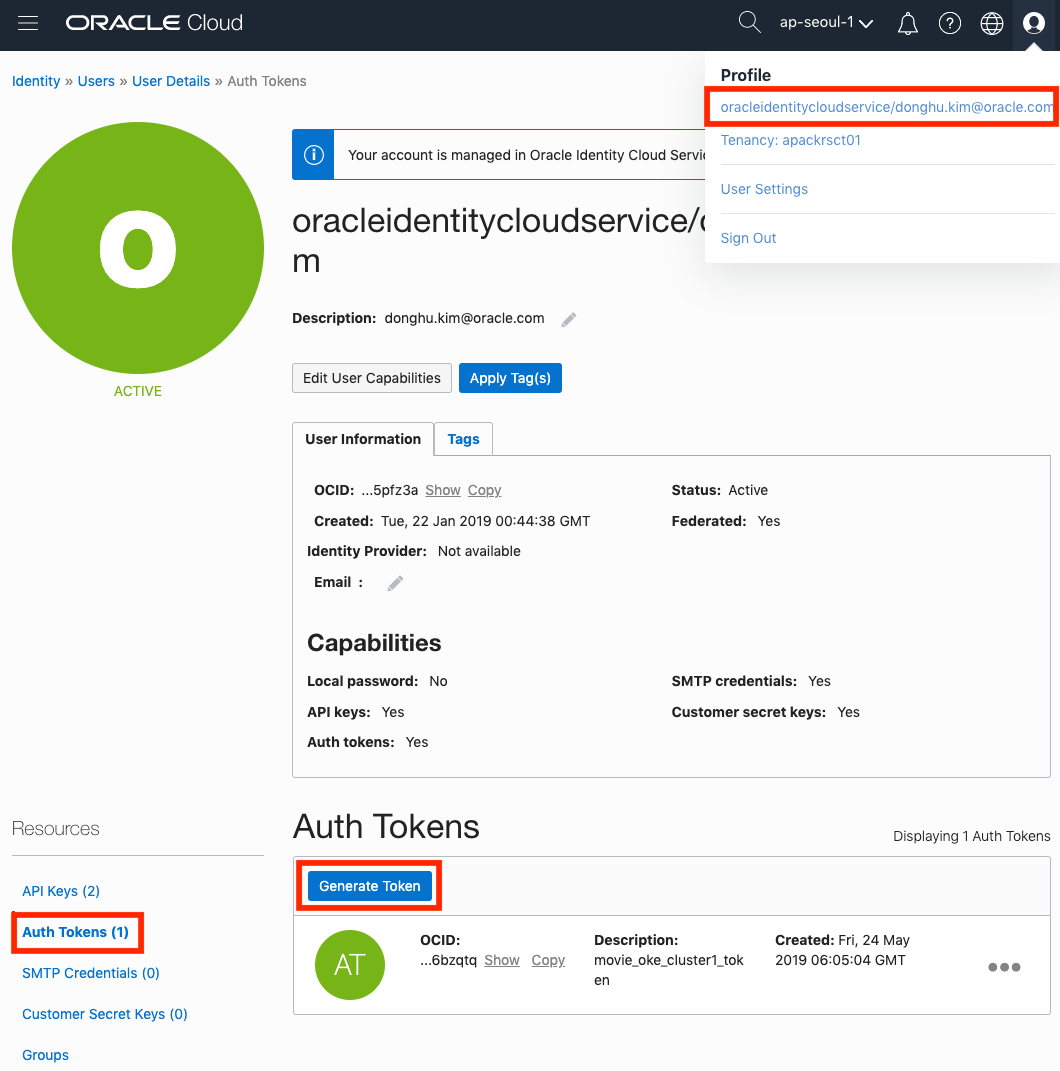 ORACLE Cloud
ap-seoul-1
Identity » Users » User Details » Auth Tokens
Profile
oracleidentitycloudservice/donghu.kim@oracle.com
Tenancy: apackrsct01
User Settings
Sign Out
O
ACTIVE
Your account is managed in Oracle Identity Cloud
oracleidentitycloudservice/
m
Description: donghu.kim@oracle.com
Edit User Capabilities
Apply Tag(s)
User Information
Tags
OCID: ...5pfz3a Show Copy
Status: Active
Created: Tue, 22 Jan 2019 00:44:38 GMT
Federated: Yes
Identity Provider: Not available
Email :
Capabilities
Local password: No
SMTP credentials: Yes
API keys: Yes
Customer secret keys: Yes
Auth tokens: Yes
Resources
API Keys (2)
Auth Tokens (1)
SMTP Credentials (0)
Customer Secret Keys (0)
Groups
Auth Tokens
Displaying 1 Auth Tokens
Generate Token
AT
OCID:
...6bzqtq Show Copy
Description:
movie_oke_cluster1_tok
en
Created: Fri, 24 May
2019 06:05:04 GMT